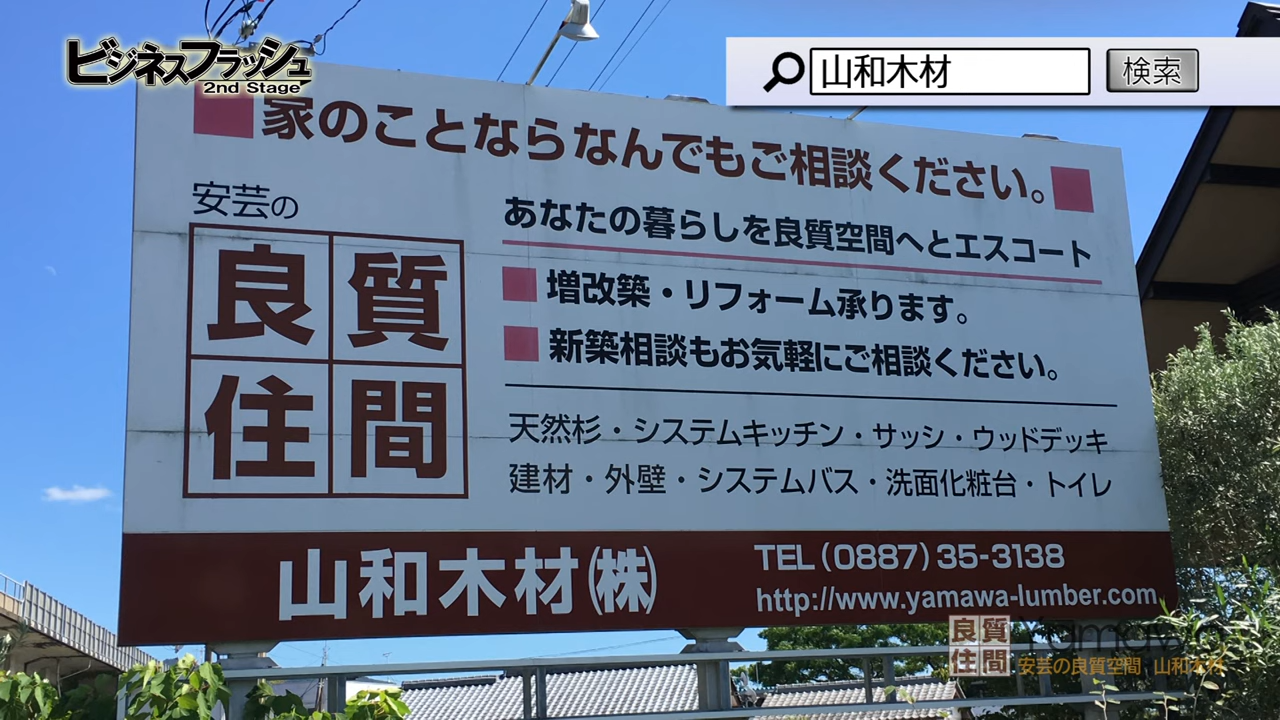 ビジネスフラッシュ
2nd Stage
山和木材
検索
家のことならなんでもご相談ください。
安芸の
良質
住間
あなたの暮らしを良質空間へとエスコート
増改築・リフォーム承ります。
新築相談もお気軽にご相談ください。
天然杉・システムキッチン・サッシ・ウッドデッキ
建材・外壁・システムバス・洗面化粧台・トイレ
山和木材㈱
TEL(0887)35-3138
http://www.yamawa-lumber.com
良質
住間
Yamawa
安芸の良質空間 山和木材